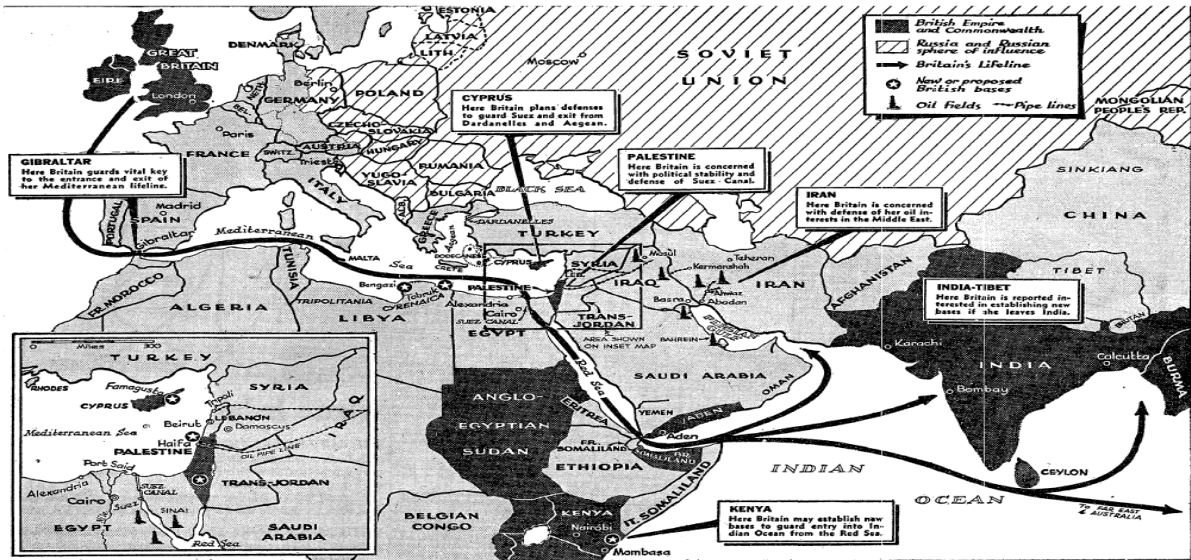 ESTONIA
LATVIA
LITH.
DENMARK
GREAT
BRITAIN
EIRE
London
Berlin
GERMANY
POLAND
Moscow
SOVIET
UNION
British Empire
and Commonwealth
Russia and Russian
sphere of influence
Britain's Lifeline
New or proposed
British bases
Oil fields
Pipe lines
MONGOLIAN
PEOPLE'S REP.
CYPRUS
Here Britain plans defenses
to guard Suez and exit from
Dardanelles and Aegean.
Paris
FRANCE
SWITZ.
CZECHO-
SLOVAKIA
AUSTRIA
HUNGARY
Trieste
ITALY
YUGO-
SLAVIA
RUMANIA
BULGARIA
BLACK SEA
GIBRALTAR
Here Britain guards vital key
to the entrance and exit of
her Mediterranean lifeline.
PALESTINE
Here Britain is concerned
with political stability and
defense of Suez Canal.
IRAN
Here Britain is concerned
with defense of her oil in-
terests in the Middle East.
SINKIANG
CHINA
TIBET
PORTUGAL
Madrid
SPAIN
Gibraltar
Mediterranean
Sea
ALB.
GREECE
Aegean
DARDANELLES
TURKEY
DODECANESE
CRETE
CYPRUS
SYRIA
Mosul
Teheran
Kermanshah
IRAQ
IRAN
Ahwaz
Abadan
Basra
AFGHANISTAN
INDIA-TIBET
Here Britain is reported in-
terested in establishing new
bases if she leaves India.
BHUTAN
FR. MOROCCO
ALGERIA
TUNISIA
MALTA
TRIPOLITANIA
LIBYA
Bengazi
Tobruk
CYRENAICA
PALESTINE
Alexandria
Cairo
SUEZ CANAL
EGYPT
TRANS-
JORDAN
AREA SHOWN
ON INSET MAP
PERSIAN
GULF
BAHREIN
SAUDI ARABIA
OMAN
Red Sea
Karachi
INDIA
Calcutta
Bombay
BURMA
CEYLON
ANGLO-
EGYPTIAN
SUDAN
ERITREA
YEMEN
ADEN
Aden
FR.
SOMALILAND
BR.
SOMALILAND
ETHIOPIA
IT. SOMALILAND
INDIAN
OCEAN
TO FAR EAST
& AUSTRALIA
BELGIAN
CONGO
KENYA
Nairobi
Mombasa
KENYA
Here Britain may establish new
bases to guard entry into In-
dian Ocean from the Red Sea.
0 MILES 300
TURKEY
RHODES
Famagusta
CYPRUS
SYRIA
Tripoli
LEBANON
Beirut
Damascus
IRAQ
Mediterranean Sea
Haifa
OIL PIPE LINE
PALESTINE
Port Said
TRANS-JORDAN
Alexandria
SUEZ
CANAL
Cairo
Suez
SINAI
EGYPT
SAUDI
ARABIA
Red Sea